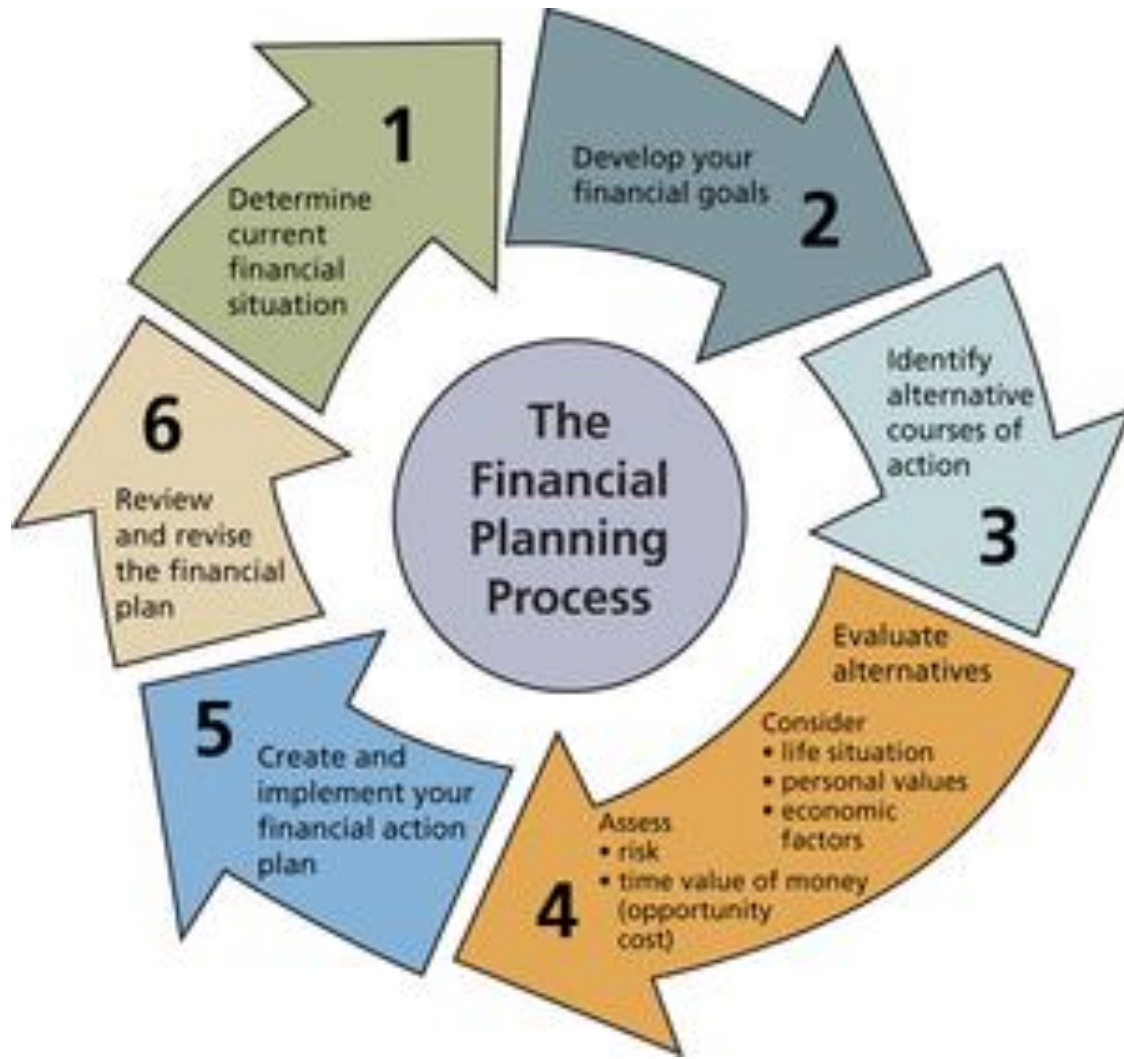 The
Financial
Planning
Process
1
Determine
current
financial
situation
Develop your
financial goals
2
Identify
alternative
courses of
action
3
Evaluate
alternatives
Consider
• life situation
• personal values
• economic
factors
Assess
• risk
• time value of money
(opportunity
cost)
4
5
Create and
implement your
financial action
plan
6
Review
and revise
the financial
plan